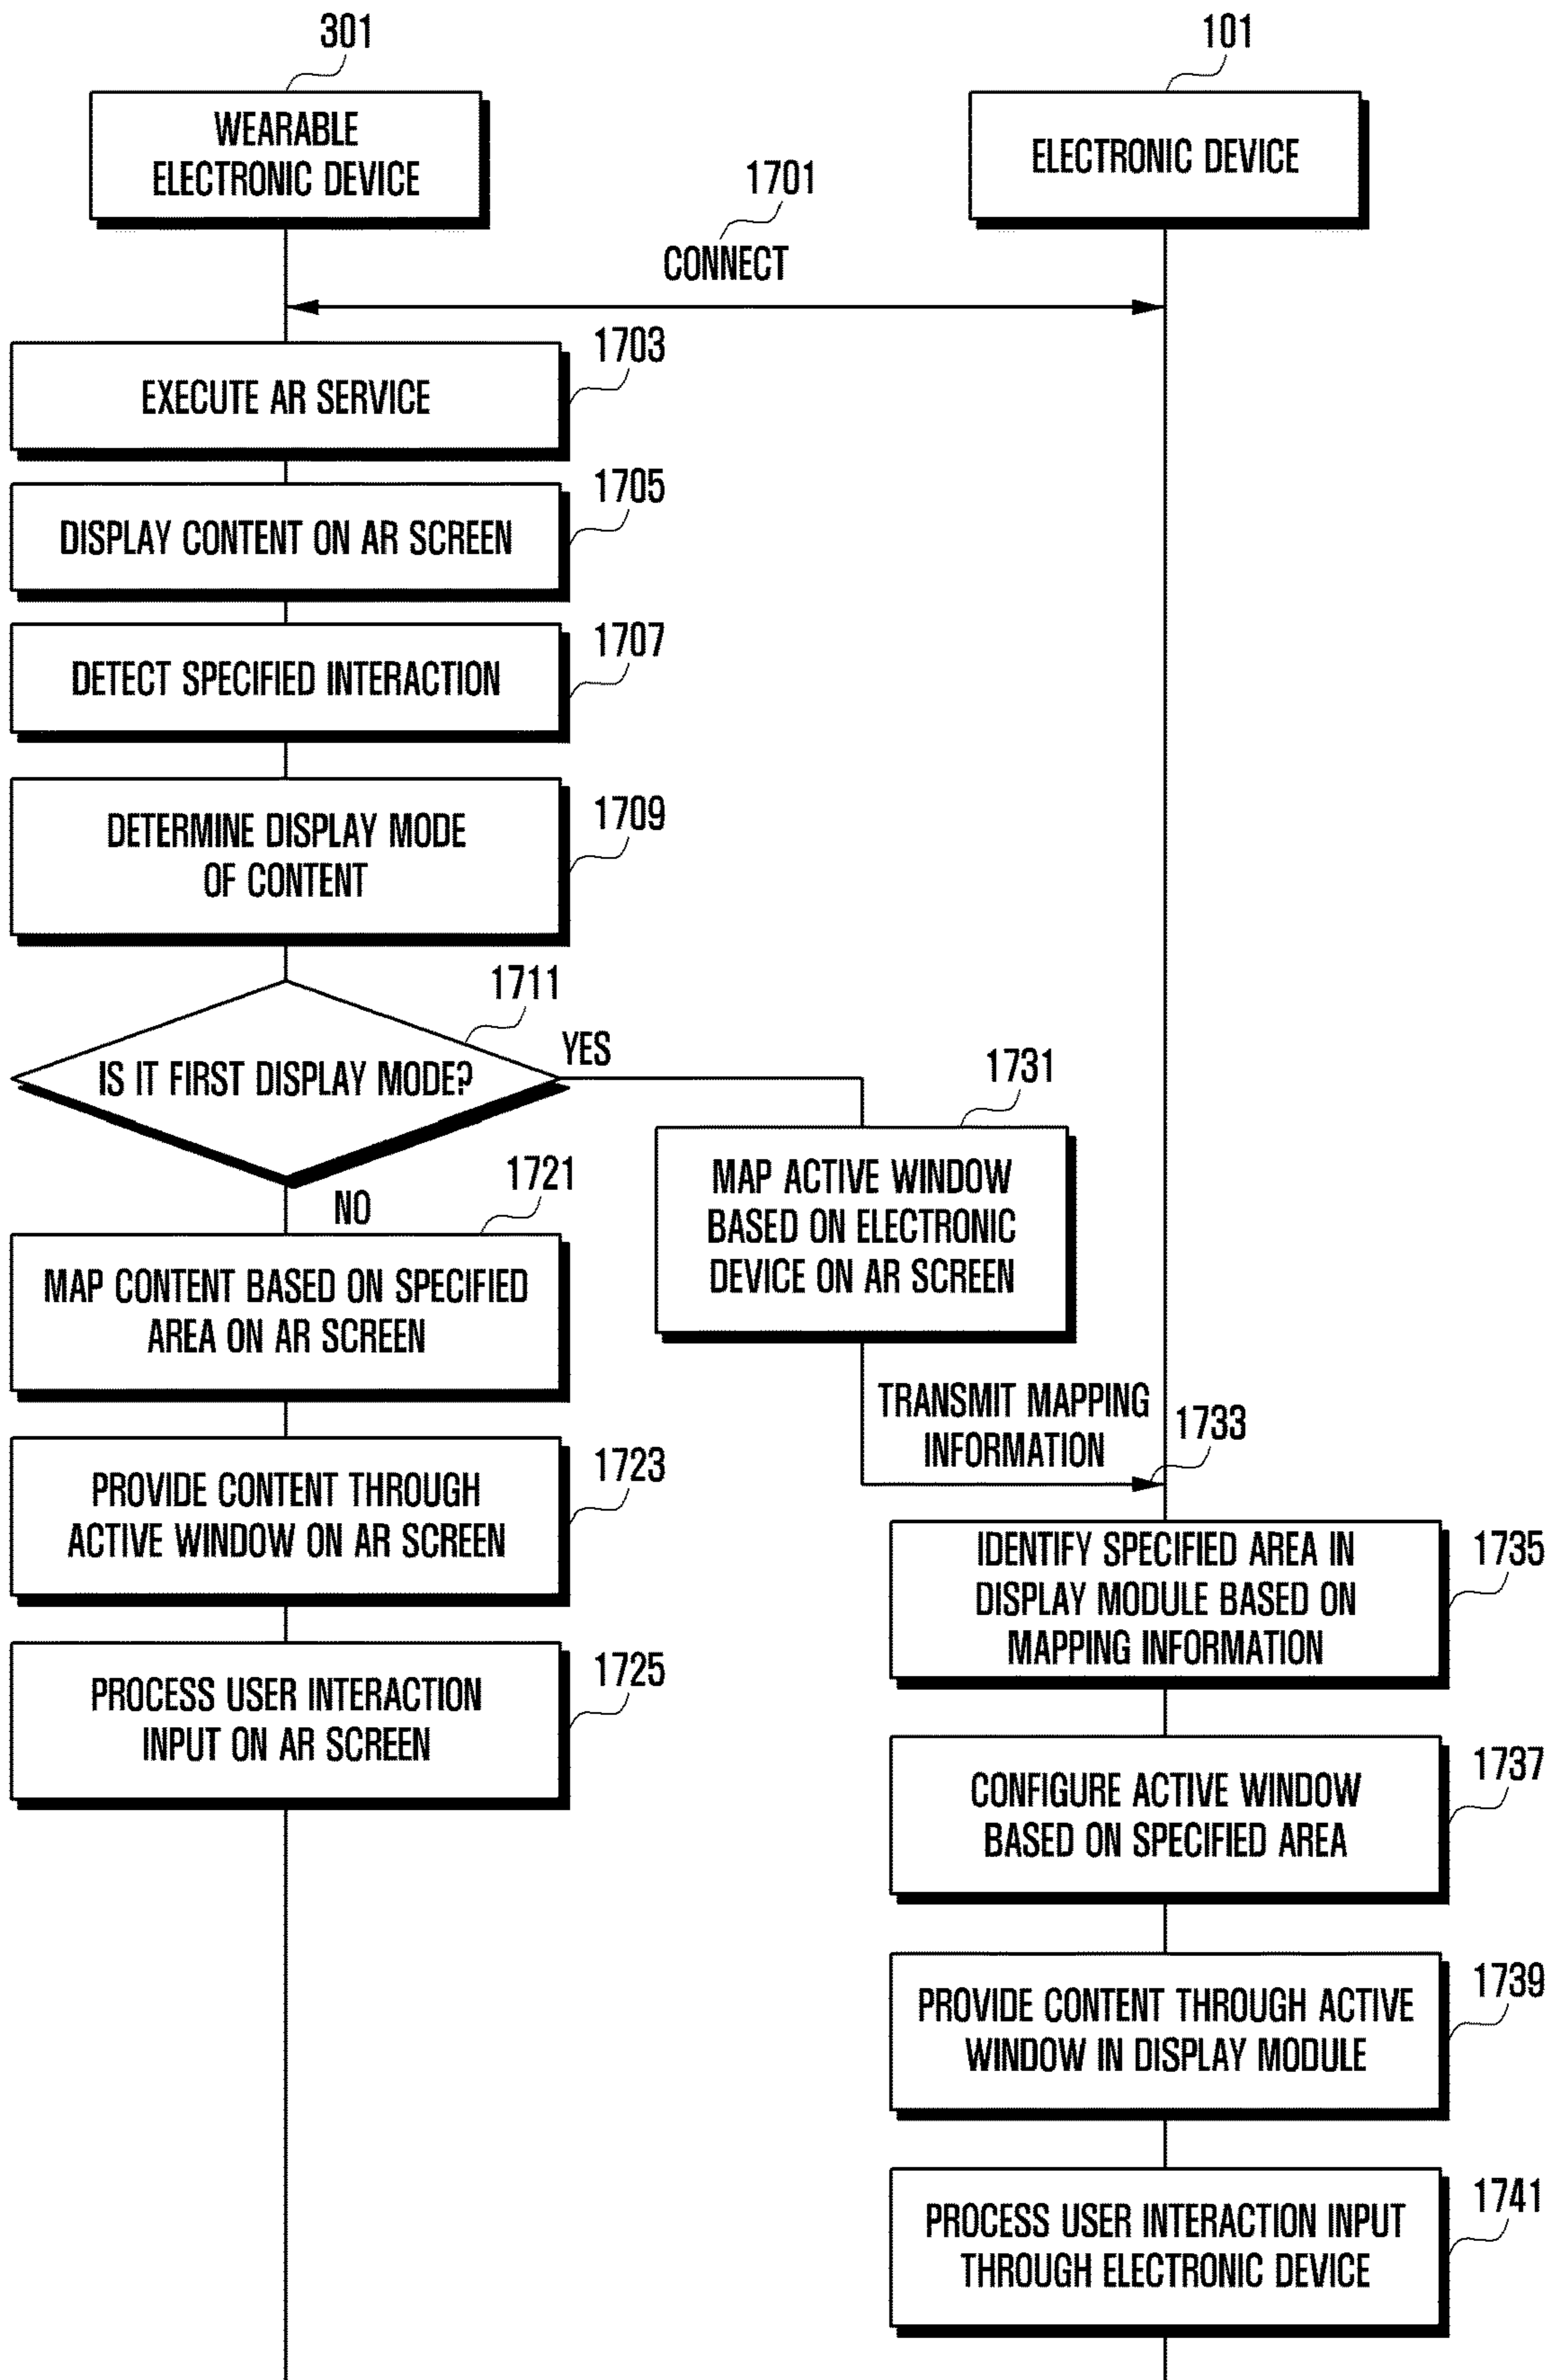 301
WEARABLE
ELECTRONIC DEVICE
101
ELECTRONIC DEVICE
1701
CONNECT
1703
EXECUTE AR SERVICE
1705
DISPLAY CONTENT ON AR SCREEN
1707
DETECT SPECIFIED INTERACTION
1709
DETERMINE DISPLAY MODE
OF CONTENT
1711
IS IT FIRST DISPLAY MODE?
YES
NO
1731
MAP ACTIVE WINDOW
BASED ON ELECTRONIC
DEVICE ON AR SCREEN
1721
MAP CONTENT BASED ON SPECIFIED
AREA ON AR SCREEN
TRANSMIT MAPPING
INFORMATION
1733
1723
PROVIDE CONTENT THROUGH
ACTIVE WINDOW ON AR SCREEN
1725
PROCESS USER INTERACTION
INPUT ON AR SCREEN
1735
IDENTIFY SPECIFIED AREA IN
DISPLAY MODULE BASED ON
MAPPING INFORMATION
1737
CONFIGURE ACTIVE WINDOW
BASED ON SPECIFIED AREA
1739
PROVIDE CONTENT THROUGH ACTIVE
WINDOW IN DISPLAY MODULE
1741
PROCESS USER INTERACTION INPUT
THROUGH ELECTRONIC DEVICE